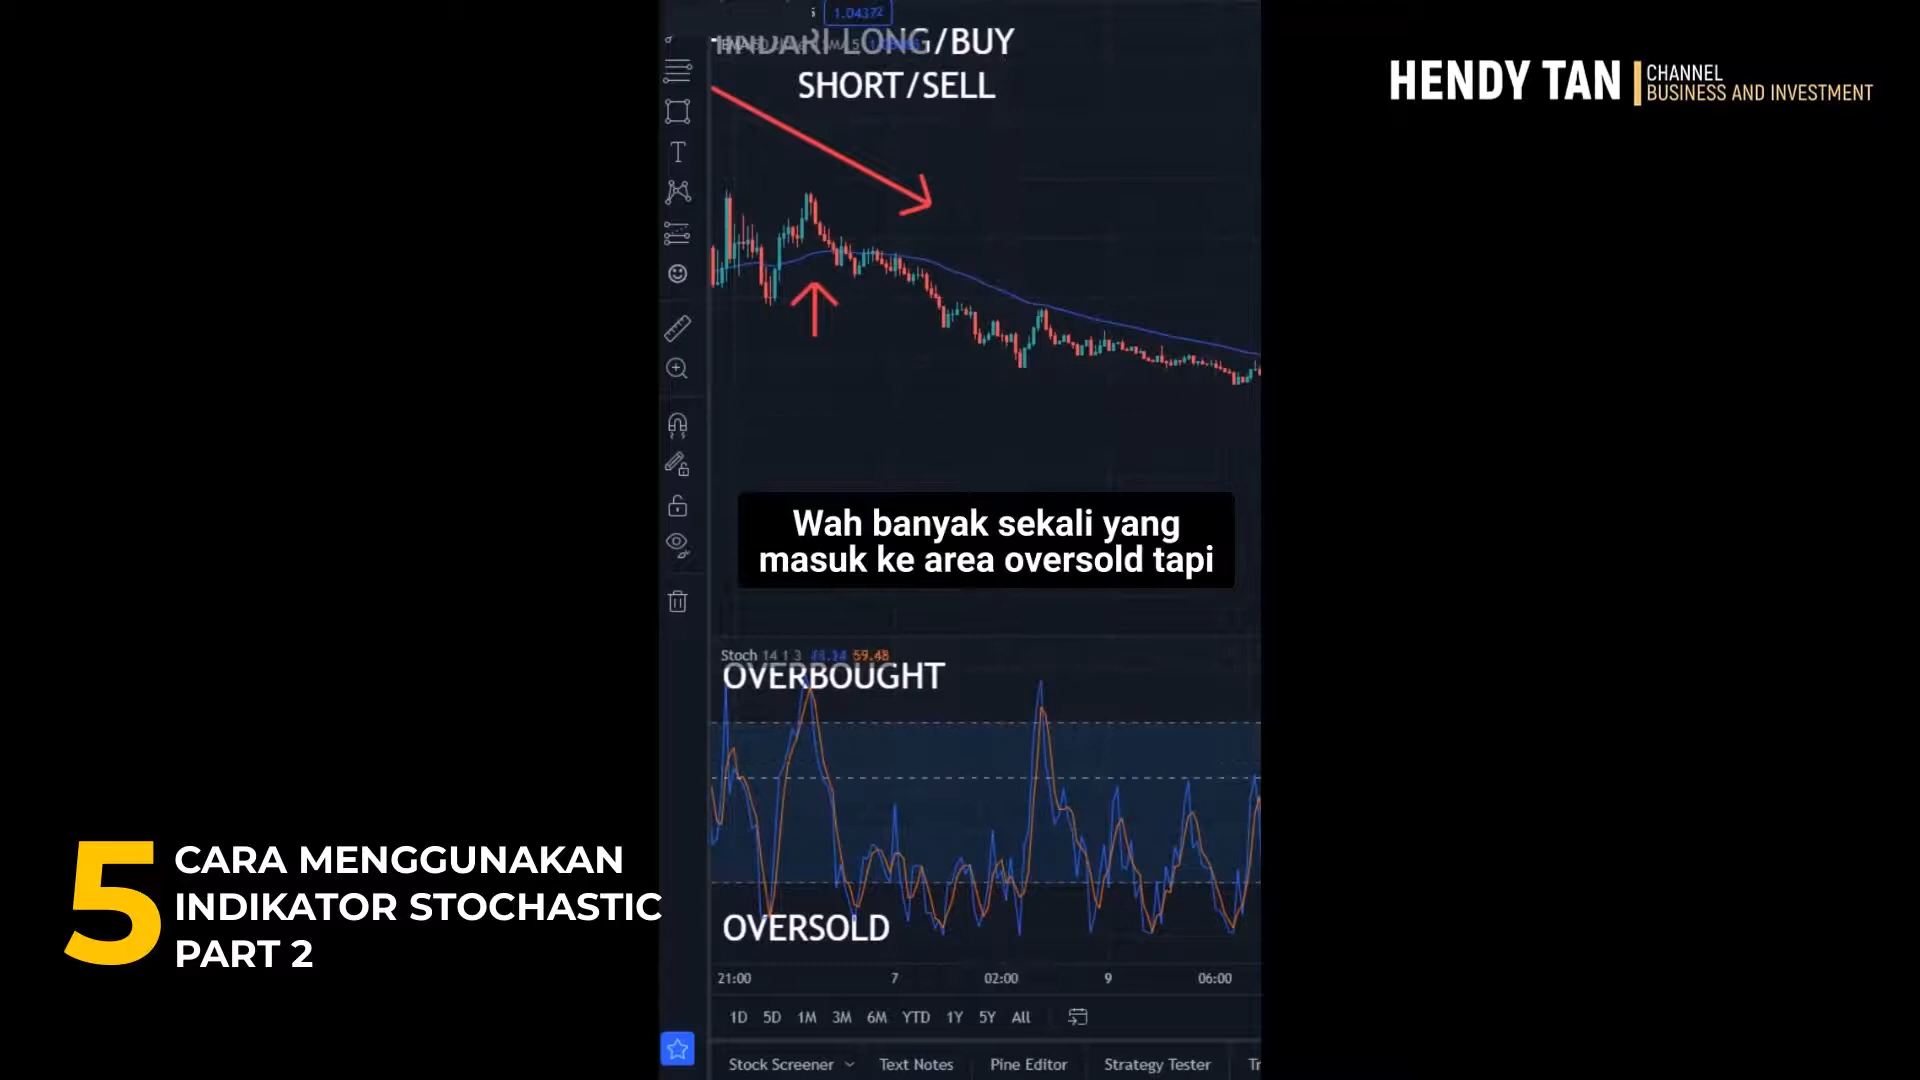 1.04372
HINDARI LONG/BUY
SHORT/SELL
HENDY TAN
CHANNEL
BUSINESS AND INVESTMENT
Wah banyak sekali yang
masuk ke area oversold tapi
Stoch 14 1 3 59.48
OVERBOUGHT
5
CARA MENGGUNAKAN
INDIKATOR STOCHASTIC
PART 2
OVERSOLD
21:00 7 02:00 9 06:00
1D 5D 1M 3M 6M YTD 1Y 5Y All
Stock Screener Text Notes Pine Editor Strategy Tester